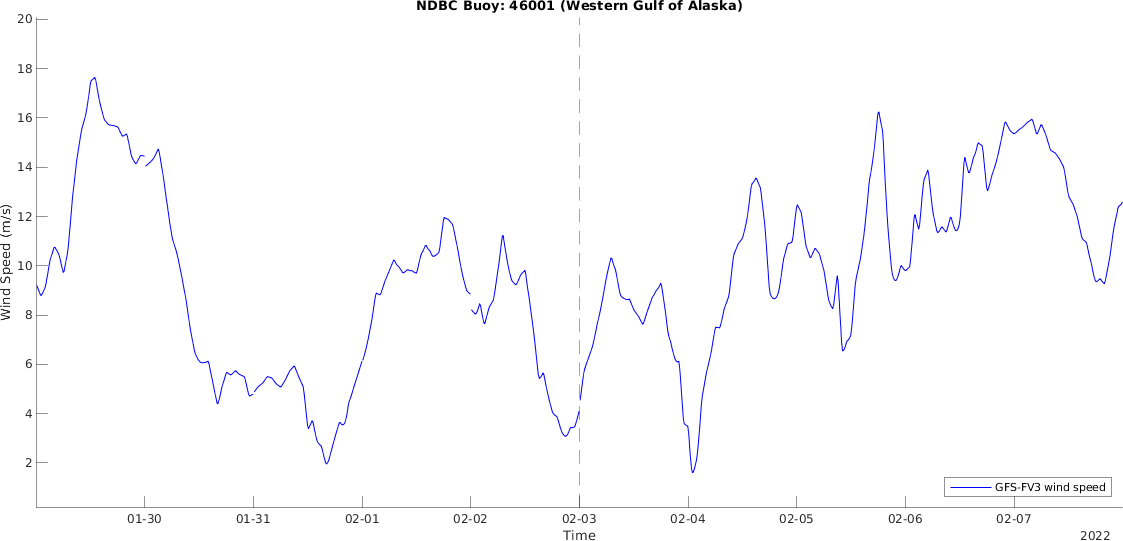 NDBC Buoy: 46001 (Western Gulf of Alaska)
20
18
16
14
12
10
8
6
4
2
Wind Speed (m/s)
GFS-FV3 wind speed
01-30 01-31 02-01 02-02 02-03 02-04 02-05 02-06 02-07
Time
2022